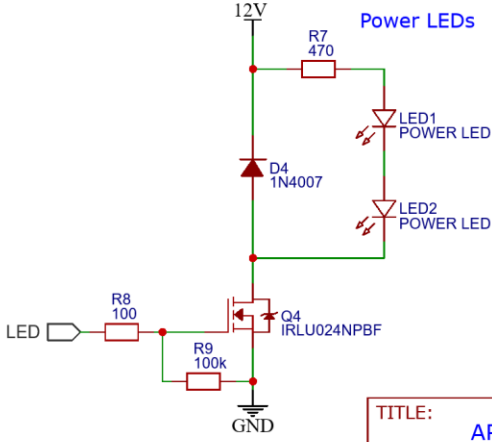 12V
Power LEDs
R7
470
LED1
POWER LED
D4
1N4007
LED2
POWER LED
R8
100
LED
Q4
IRLU024NPBF
R9
100k
GND
TITLE: